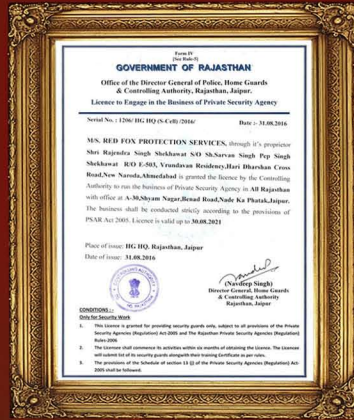 Form IV
[See Rule-5]
GOVERNMENT OF RAJASTHAN
Office of the Director General of Police, Home Guards
& Controlling Authority, Rajasthan, Jaipur.
Licence to Engage in the Business of Private Security Agency
Serial No. : 1206/ HG HQ (S-Cell) /2016/ Date :- 31.08.2016
M/S. RED FOX PROTECTION SERVICES, through it's proprietor
Shri Rajendra Singh Shekhawat S/O Sh.Sarvan Singh Pep Singh
Shekhawat R/O E-503, Vrundavan Residency,Hari Dharshan Cross
Road,New Naroda,Ahmedabad is granted the licence by the Controlling
Authority to run the business of Private Security Agency in All Rajasthan
with office at A-30,Shyam Nagar,Benad Road,Nade Ka Phatak,Jaipur.
The business shall be conducted strictly according to the provisions of
PSAR Act 2005. Licence is valid up to 30.08.2021
Place of issue: HG HQ. Rajasthan, Jaipur
Date of issue: 31.08.2016
(Navdeep Singh)
Director General, Home Guards
& Controlling Authority
Rajasthan, Jaipur
CONDITIONS :-
Only for Security Work
1. This Licence is granted for providing security guards only, subject to all provisions of the Private
Security Agencies (Regulation) Act-2005 and The Rajasthan Private Security Agencies (Regulation)
Rules-2006
2. The Licensee shall commence its activities within six months of obtaining the Licence. The Licensee
will submit list of its security guards alongwith their training Certificate as per rules.
3. The provisions of the Schedule of section 13 (j) of the Private Security Agencies (Regulation) Act-
2005 shall be followed.